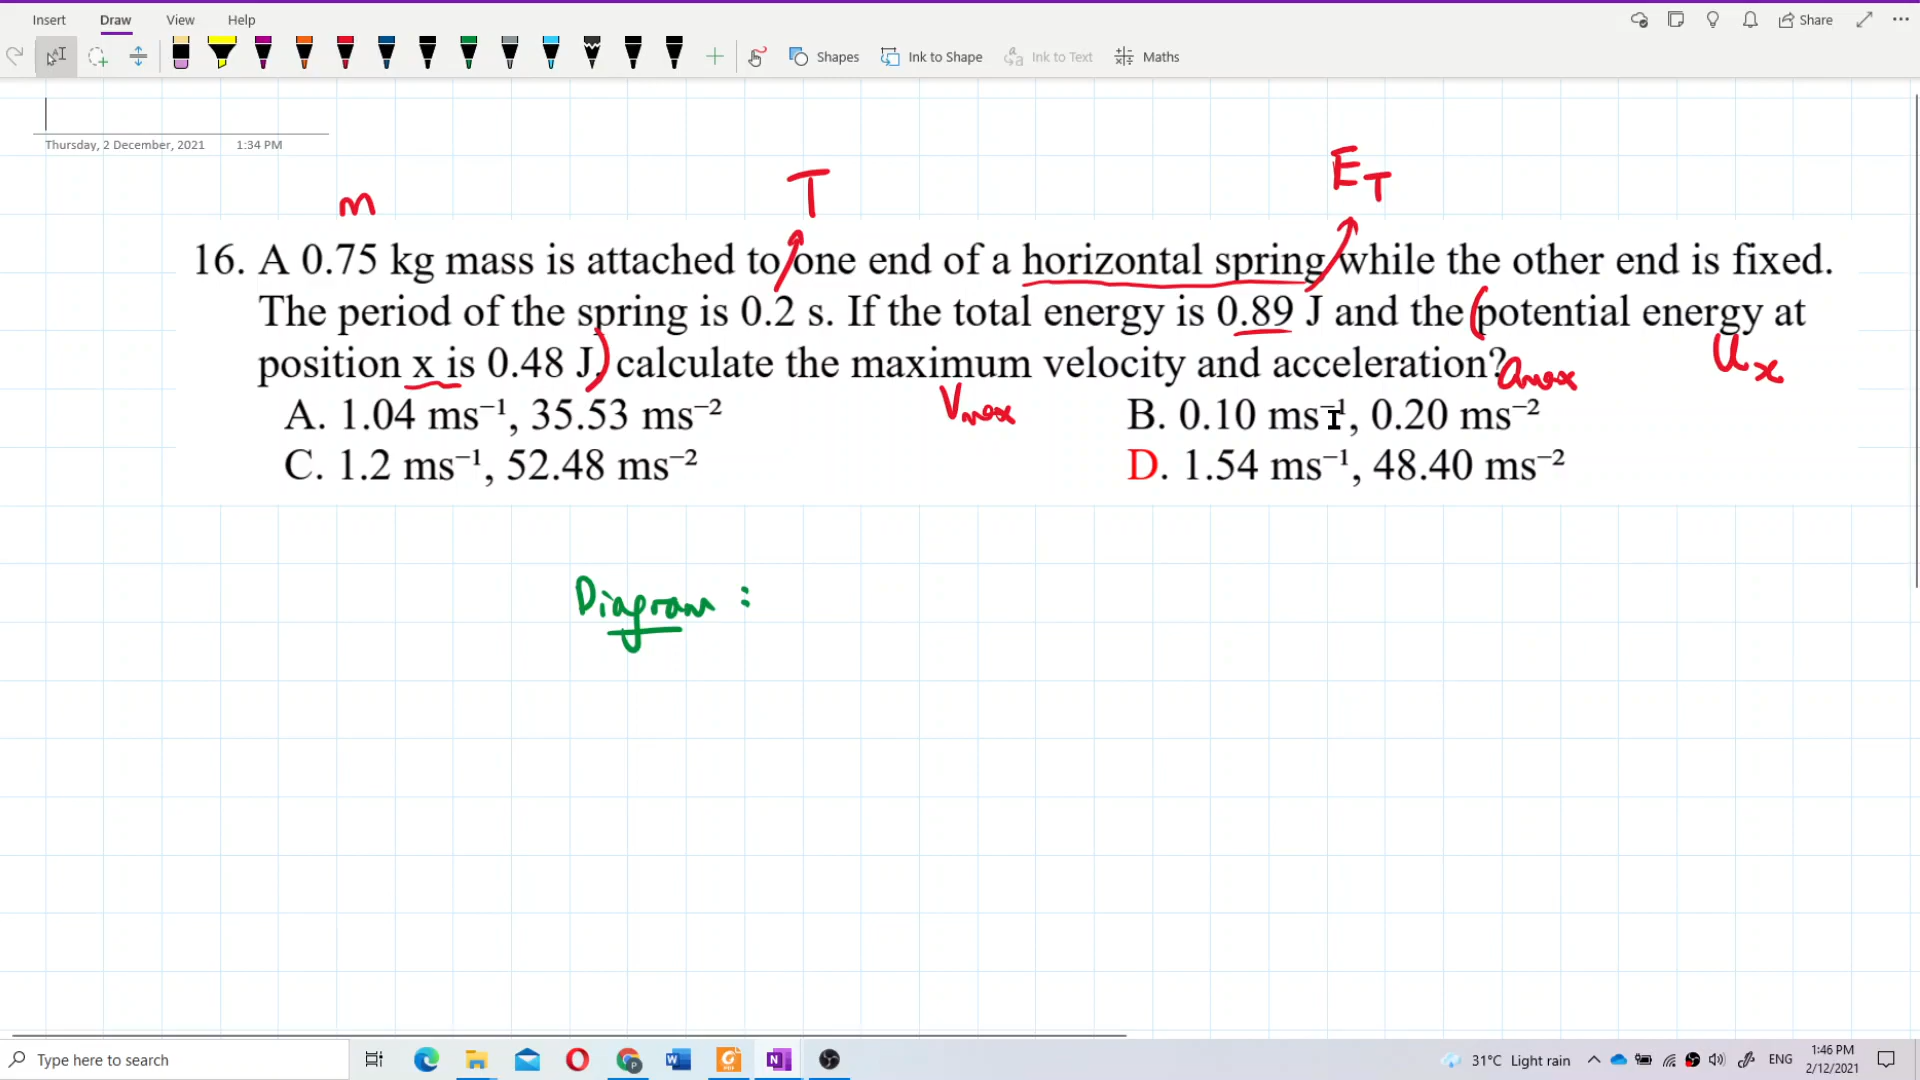 Insert Draw View Help Share
Shapes Ink to Shape Ink to Text Maths
Thursday, 2 December, 2021 1:34 PM
m T E_T
16. A 0.75 kg mass is attached to one end of a horizontal spring while the other end is fixed.
The period of the spring is 0.2 s. If the total energy is 0.89 J and the (potential energy at
position x is 0.48 J,) calculate the maximum velocity and acceleration? a_max U_x
V_max
A. 1.04 ms⁻¹, 35.53 ms⁻² B. 0.10 ms⁻¹, 0.20 ms⁻²
C. 1.2 ms⁻¹, 52.48 ms⁻² D. 1.54 ms⁻¹, 48.40 ms⁻²
Diagram :
Type here to search 31°C Light rain ENG 1:46 PM
2/12/2021